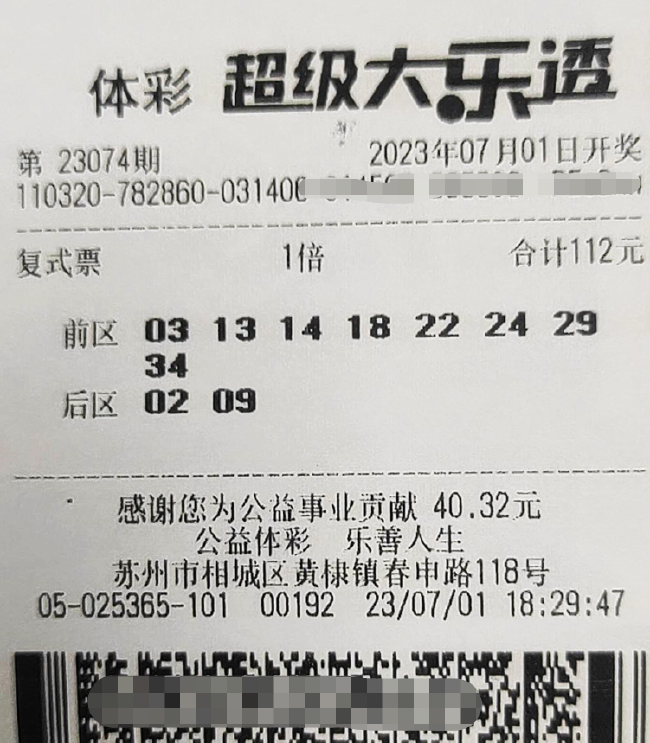 体彩 超级大乐透
第 23074期 2023年07月01日开奖
110320-782860-031400
复式票 1倍 合计112元
前区 03 13 14 18 22 24 29
34
后区 02 09
感谢您为公益事业贡献 40.32元
公益体彩 乐善人生
苏州市相城区黄棣镇春申路118号
05-025365-101 00192 23/07/01 18:29:47